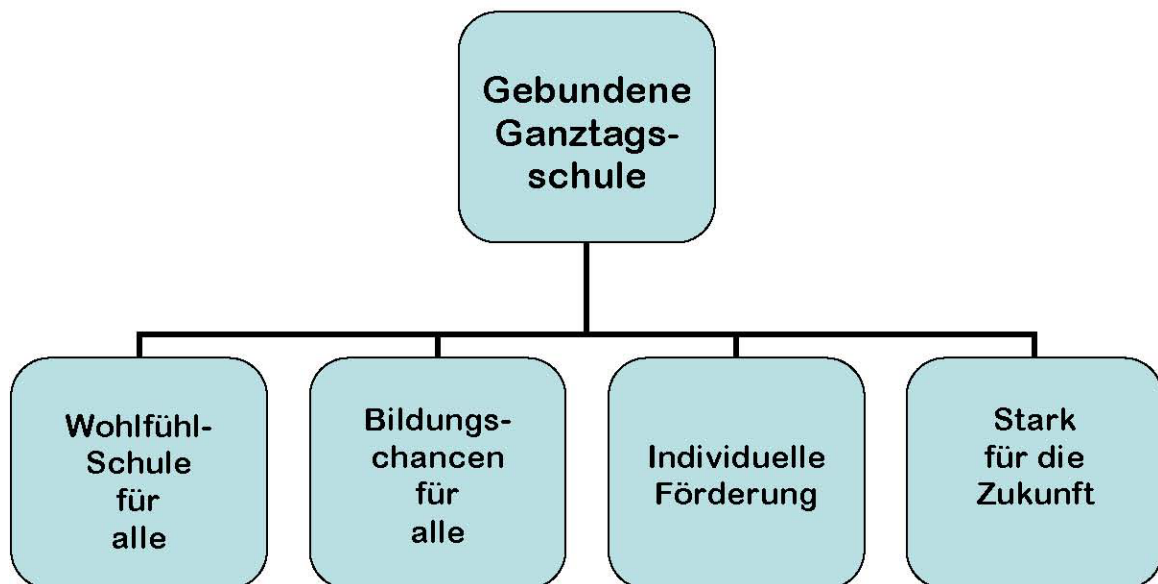 Gebundene
Ganztags-
schule
Wohlfühl-
Schule
für
alle
Bildungs-
chancen
für
alle
Individuelle
Förderung
Stark
für die
Zukunft